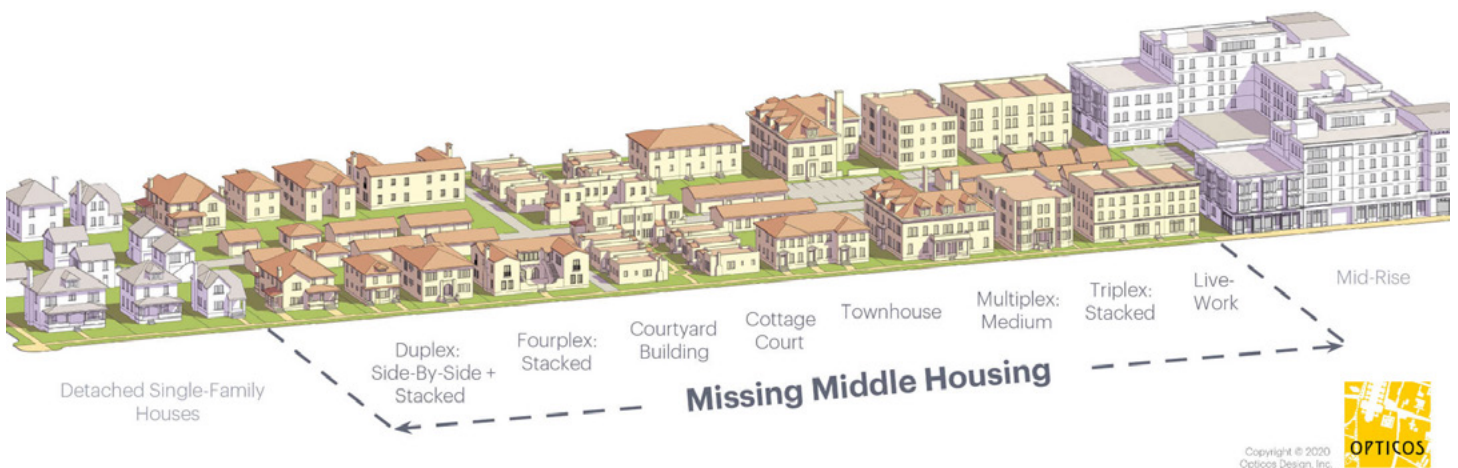 Detached Single-Family
Houses
Duplex:
Side-By-Side +
Stacked
Fourplex:
Stacked
Courtyard
Building
Cottage
Court
Townhouse
Multiplex:
Medium
Triplex:
Stacked
Live-
Work
Mid-Rise
Missing Middle Housing
Copyright © 2020
Opticos Design, Inc.
OPTICOS